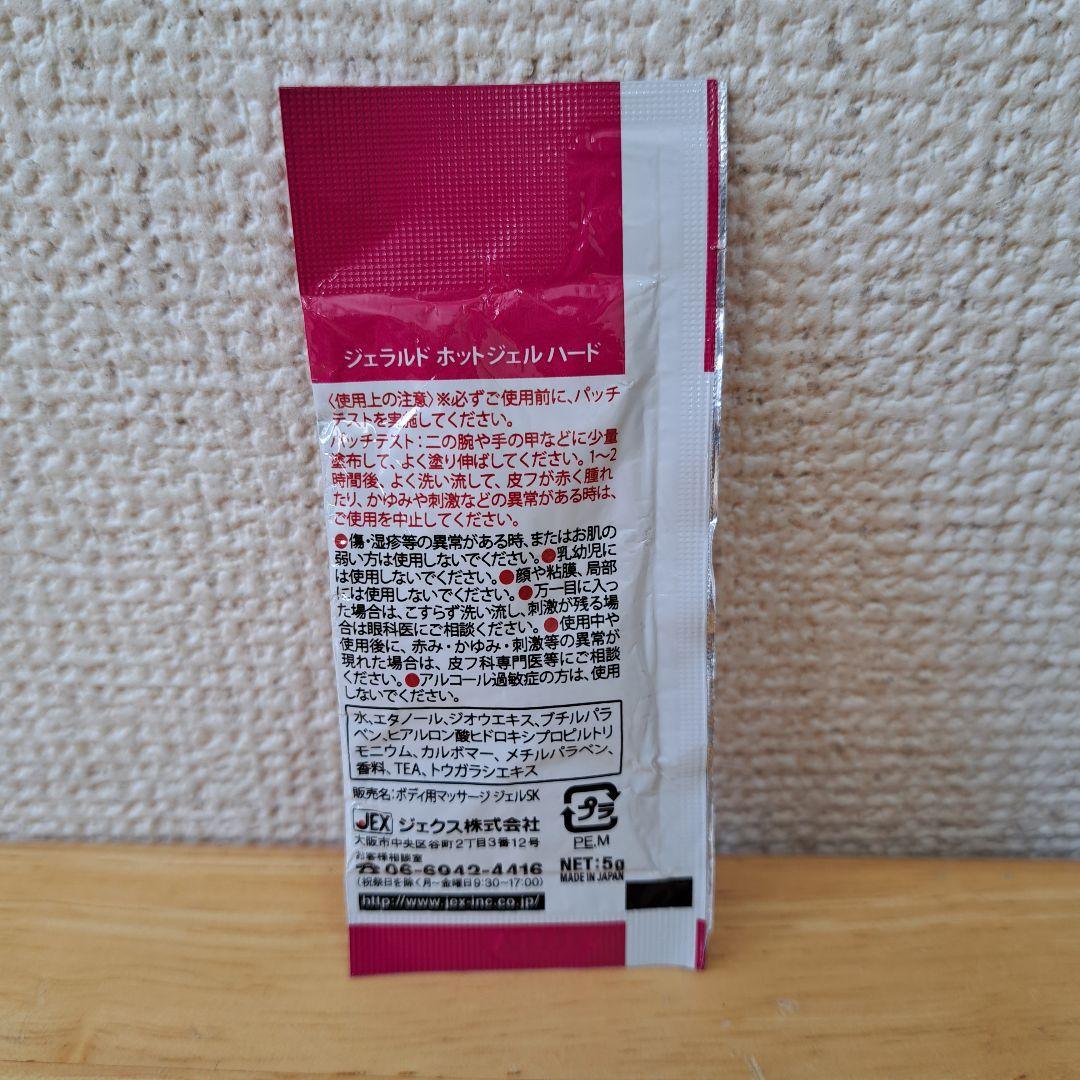 ジェラルド ホットジェル ハード
〈使用上の注意〉※必ずご使用前に、パッチ
テストを実施してください。
パッチテスト：二の腕や手の甲などに少量
塗布して、よく塗り伸ばしてください。1〜2
時間後、よく洗い流して、皮フが赤く腫れ
たり、かゆみや刺激などの異常がある時は、
ご使用を中止してください。
●傷・湿疹等の異常がある時、またはお肌の
弱い方は使用しないでください。●乳幼児に
は使用しないでください。●顔や粘膜、局部
には使用しないでください。●万一目に入っ
た場合は、こすらず洗い流し、刺激が残る場
合は眼科医にご相談ください。●使用中や
使用後に、赤み・かゆみ・刺激等の異常が
現れた場合は、皮フ科専門医等にご相談
ください。●アルコール過敏症の方は、使用
しないでください。
水、エタノール、ジオウエキス、ブチルパラ
ベン、ヒアルロン酸ヒドロキシプロピルトリ
モニウム、カルボマー、メチルパラベン、
香料、TEA、トウガラシエキス
販売名：ボディ用マッサージ ジェルSK
JEX ジェクス株式会社
大阪市中央区谷町2丁目3番12号
お客様相談室
☎06-6942-4416
(祝祭日を除く月〜金曜日9:30〜17:00)
http://www.jex-inc.co.jp/
プラ
PE.M
NET:5g
MADE IN JAPAN